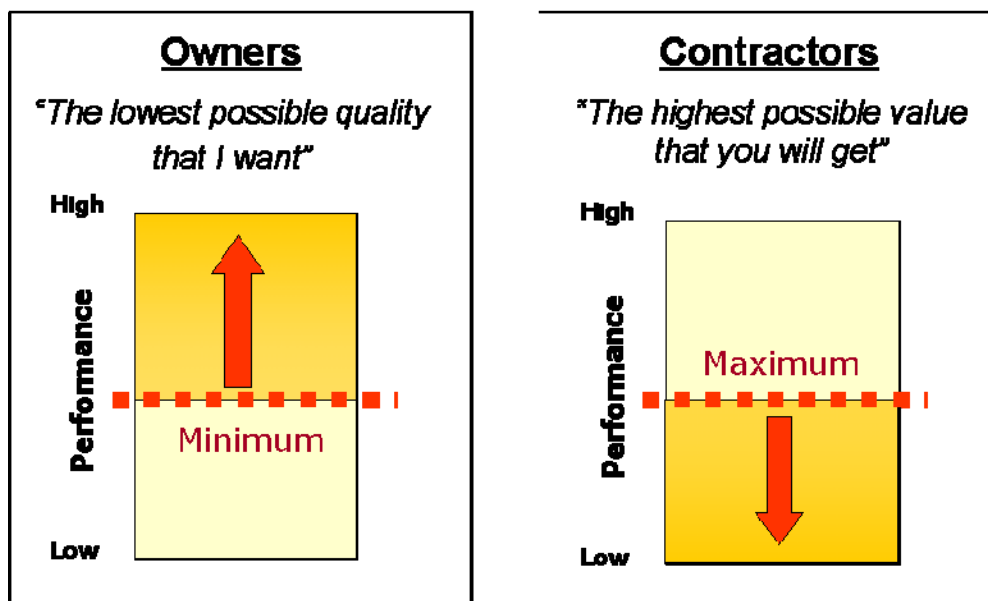 Owners
"The lowest possible quality
that I want"
High
Performance
Minimum
Low
Contractors
"The highest possible value
that you will get"
High
Performance
Maximum
Low